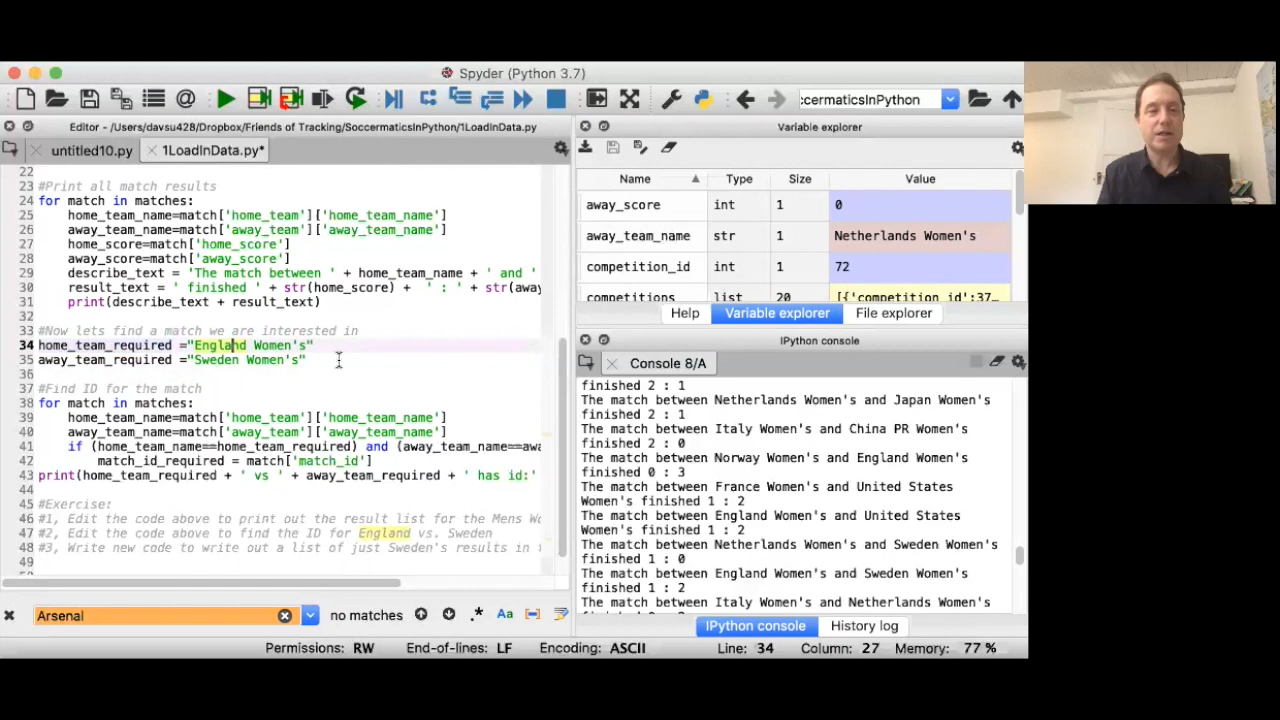 Spyder (Python 3.7)
:ccermaticsInPython
Editor - /Users/davsu428/Dropbox/Friends of Tracking/SoccermaticsInPython/1LoadInData.py
untitled10.py
1LoadInData.py*
22
23 #Print all match results
24 for match in matches:
25 home_team_name=match['home_team']['home_team_name']
26 away_team_name=match['away_team']['away_team_name']
27 home_score=match['home_score']
28 away_score=match['away_score']
29 describe_text = 'The match between ' + home_team_name + ' and '
30 result_text = ' finished ' + str(home_score) + ' : ' + str(aw
31 print(describe_text + result_text)
32
33 #Now lets find a match we are interested in
34 home_team_required ="England Women's"
35 away_team_required ="Sweden Women's"
36
37 #Find ID for the match
38 for match in matches:
39 home_team_name=match['home_team']['home_team_name']
40 away_team_name=match['away_team']['away_team_name']
41 if (home_team_name==home_team_required) and (away_team_name==awa
42 match_id_required = match['match_id']
43 print(home_team_required + ' vs ' + away_team_required + ' has id:'
44
45 #Exercise:
46 #1, Edit the code above to print out the result list for the Mens Wo
47 #2, Edit the code above to find the ID for England vs. Sweden
48 #3, Write new code to write out a list of just Sweden's results in t
49
Arsenal
no matches
.*
Aa
Variable explorer
Name Type Size Value
away_score int 1 0
away_team_name str 1 Netherlands Women's
competition_id int 1 72
competitions list 20 [{'competition_id':37…
Help Variable explorer File explorer
IPython console
Console 8/A
finished 2 : 1
The match between Netherlands Women's and Japan Women's
finished 2 : 1
The match between Italy Women's and China PR Women's
finished 2 : 0
The match between Norway Women's and England Women's
finished 0 : 3
The match between France Women's and United States
Women's finished 1 : 2
The match between England Women's and United States
Women's finished 1 : 2
The match between Netherlands Women's and Sweden Women's
finished 1 : 0
The match between England Women's and Sweden Women's
finished 1 : 2
The match between Italy Women's and Netherlands Women's
IPython console History log
Permissions: RW End-of-lines: LF Encoding: ASCII Line: 34 Column: 27 Memory: 77 %